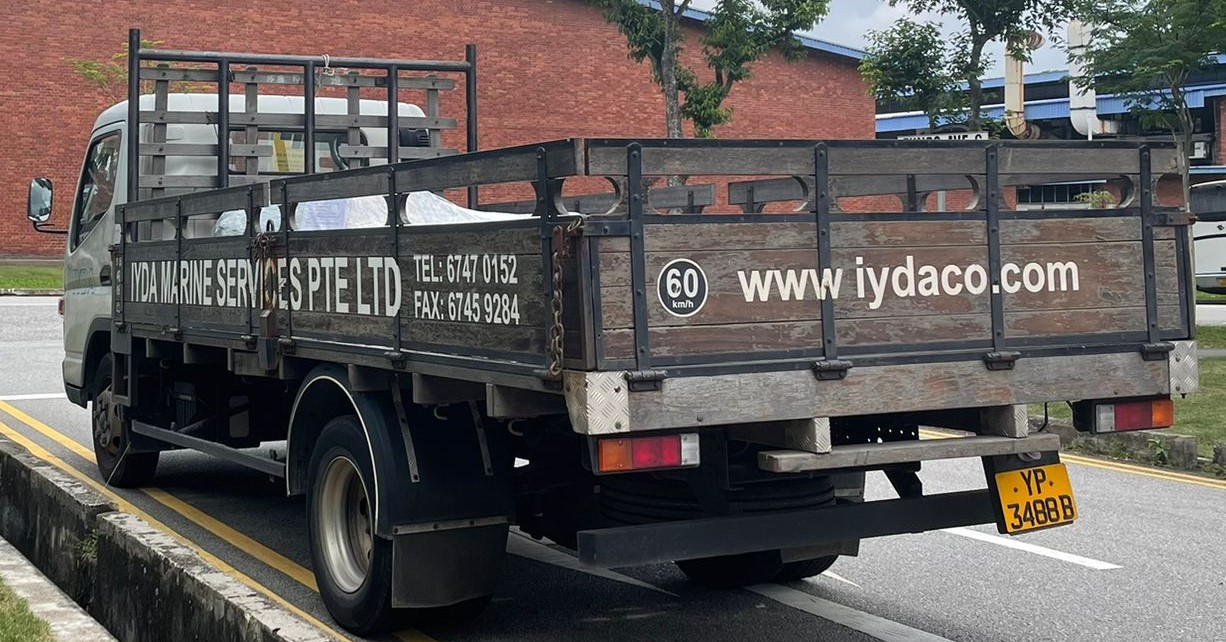 IYDA MARINE SERVICES PTE LTD
TEL: 6747 0152
FAX: 6745 9284
60
km/h
www iydaco.com
YP
3488B